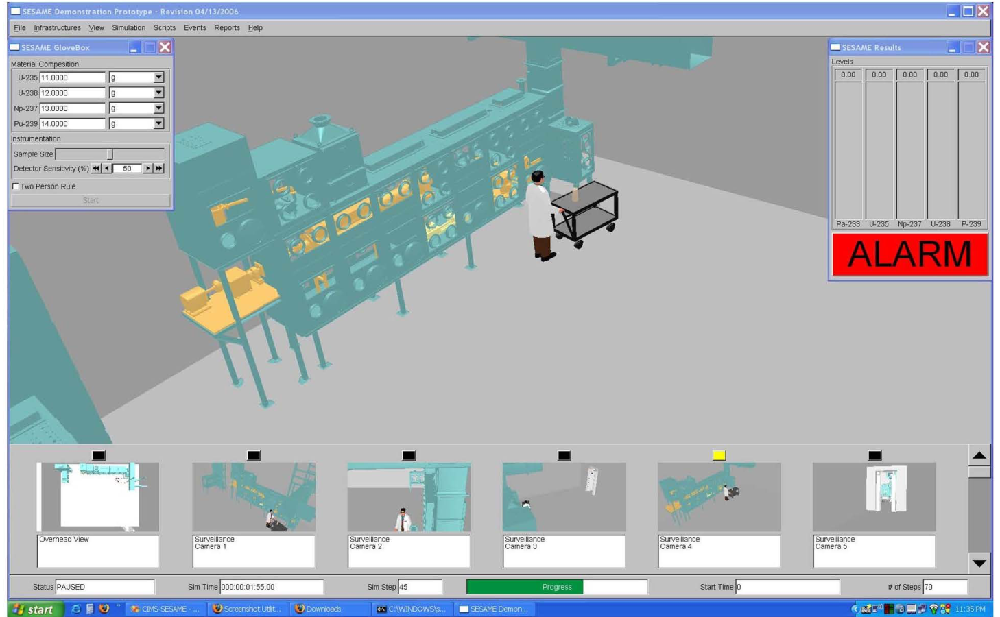 SESAME Demonstration Prototype - Revision 04/13/2006
File Infrastructures View Simulation Scripts Events Reports Help
SESAME GloveBox
Material Composition
U-235 11.0000 g
U-238 12.0000 g
Np-237 13.0000 g
Pu-239 14.0000 g
Instrumentation
Sample Size
Detector Sensitivity (%) 50
Two Person Rule
Start
SESAME Results
Levels
0.00 0.00 0.00 0.00 0.00
Pa-233 U-235 Np-237 U-238 P-239
ALARM
Overhead View
Surveillance
Camera 1
Surveillance
Camera 2
Surveillance
Camera 3
Surveillance
Camera 4
Surveillance
Camera 5
Status PAUSED Sim Time 000:00:01:55.00 Sim Step 45 Progress Start Time 0 # of Steps 70
start CIMS-SESAME - ... Screenshot Utilit... Downloads C:\WINDOWS\s... SESAME Demon... 11:35 PM